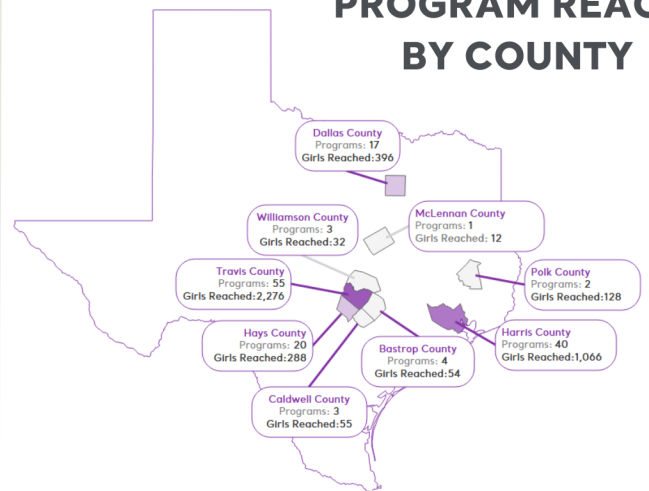 PROGRAM REAC
BY COUNTY
Dallas County
Programs: 17
Girls Reached:396
Williamson County
Programs: 3
Girls Reached:32
McLennan County
Programs: 1
Girls Reached: 12
Travis County
Programs: 55
Girls Reached:2,276
Polk County
Programs: 2
Girls Reached:128
Hays County
Programs: 20
Girls Reached:288
Bastrop County
Programs: 4
Girls Reached:54
Harris County
Programs: 40
Girls Reached:1,066
Caldwell County
Programs: 3
Girls Reached:55